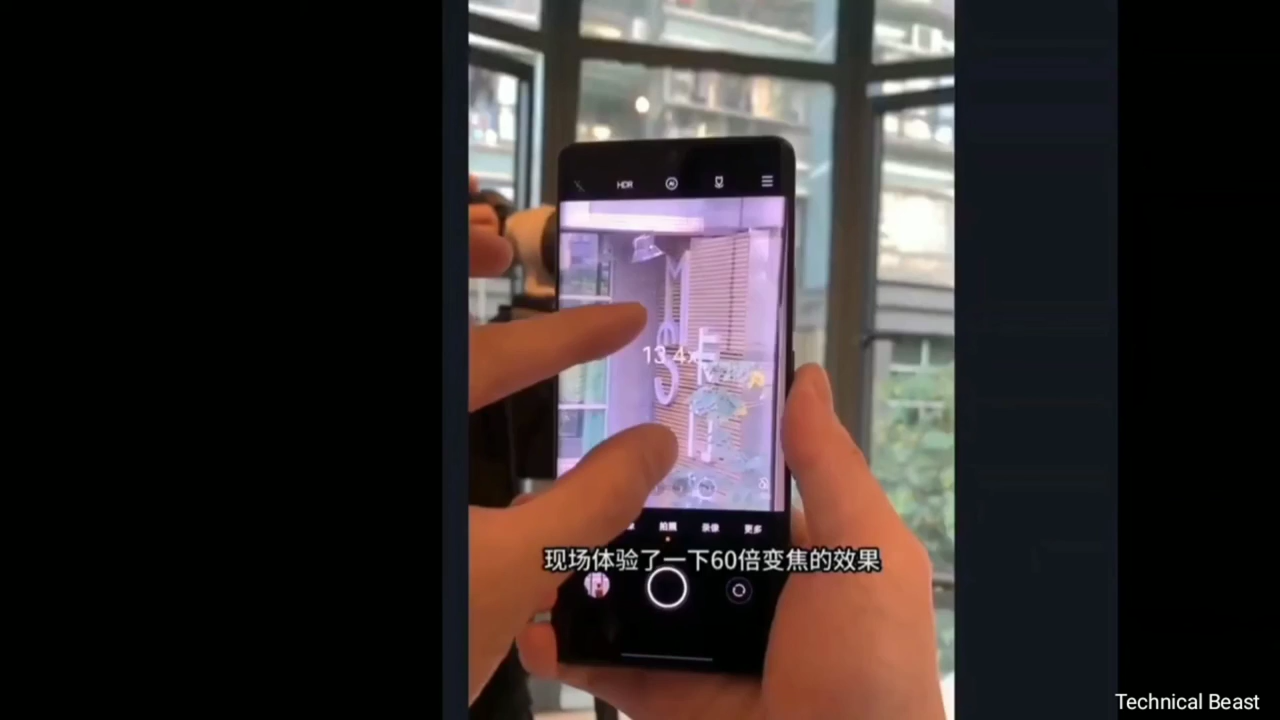 HDR
AI
13.4x
拍照 录像 更多
现场体验了一下60倍变焦的效果
Technical Beast